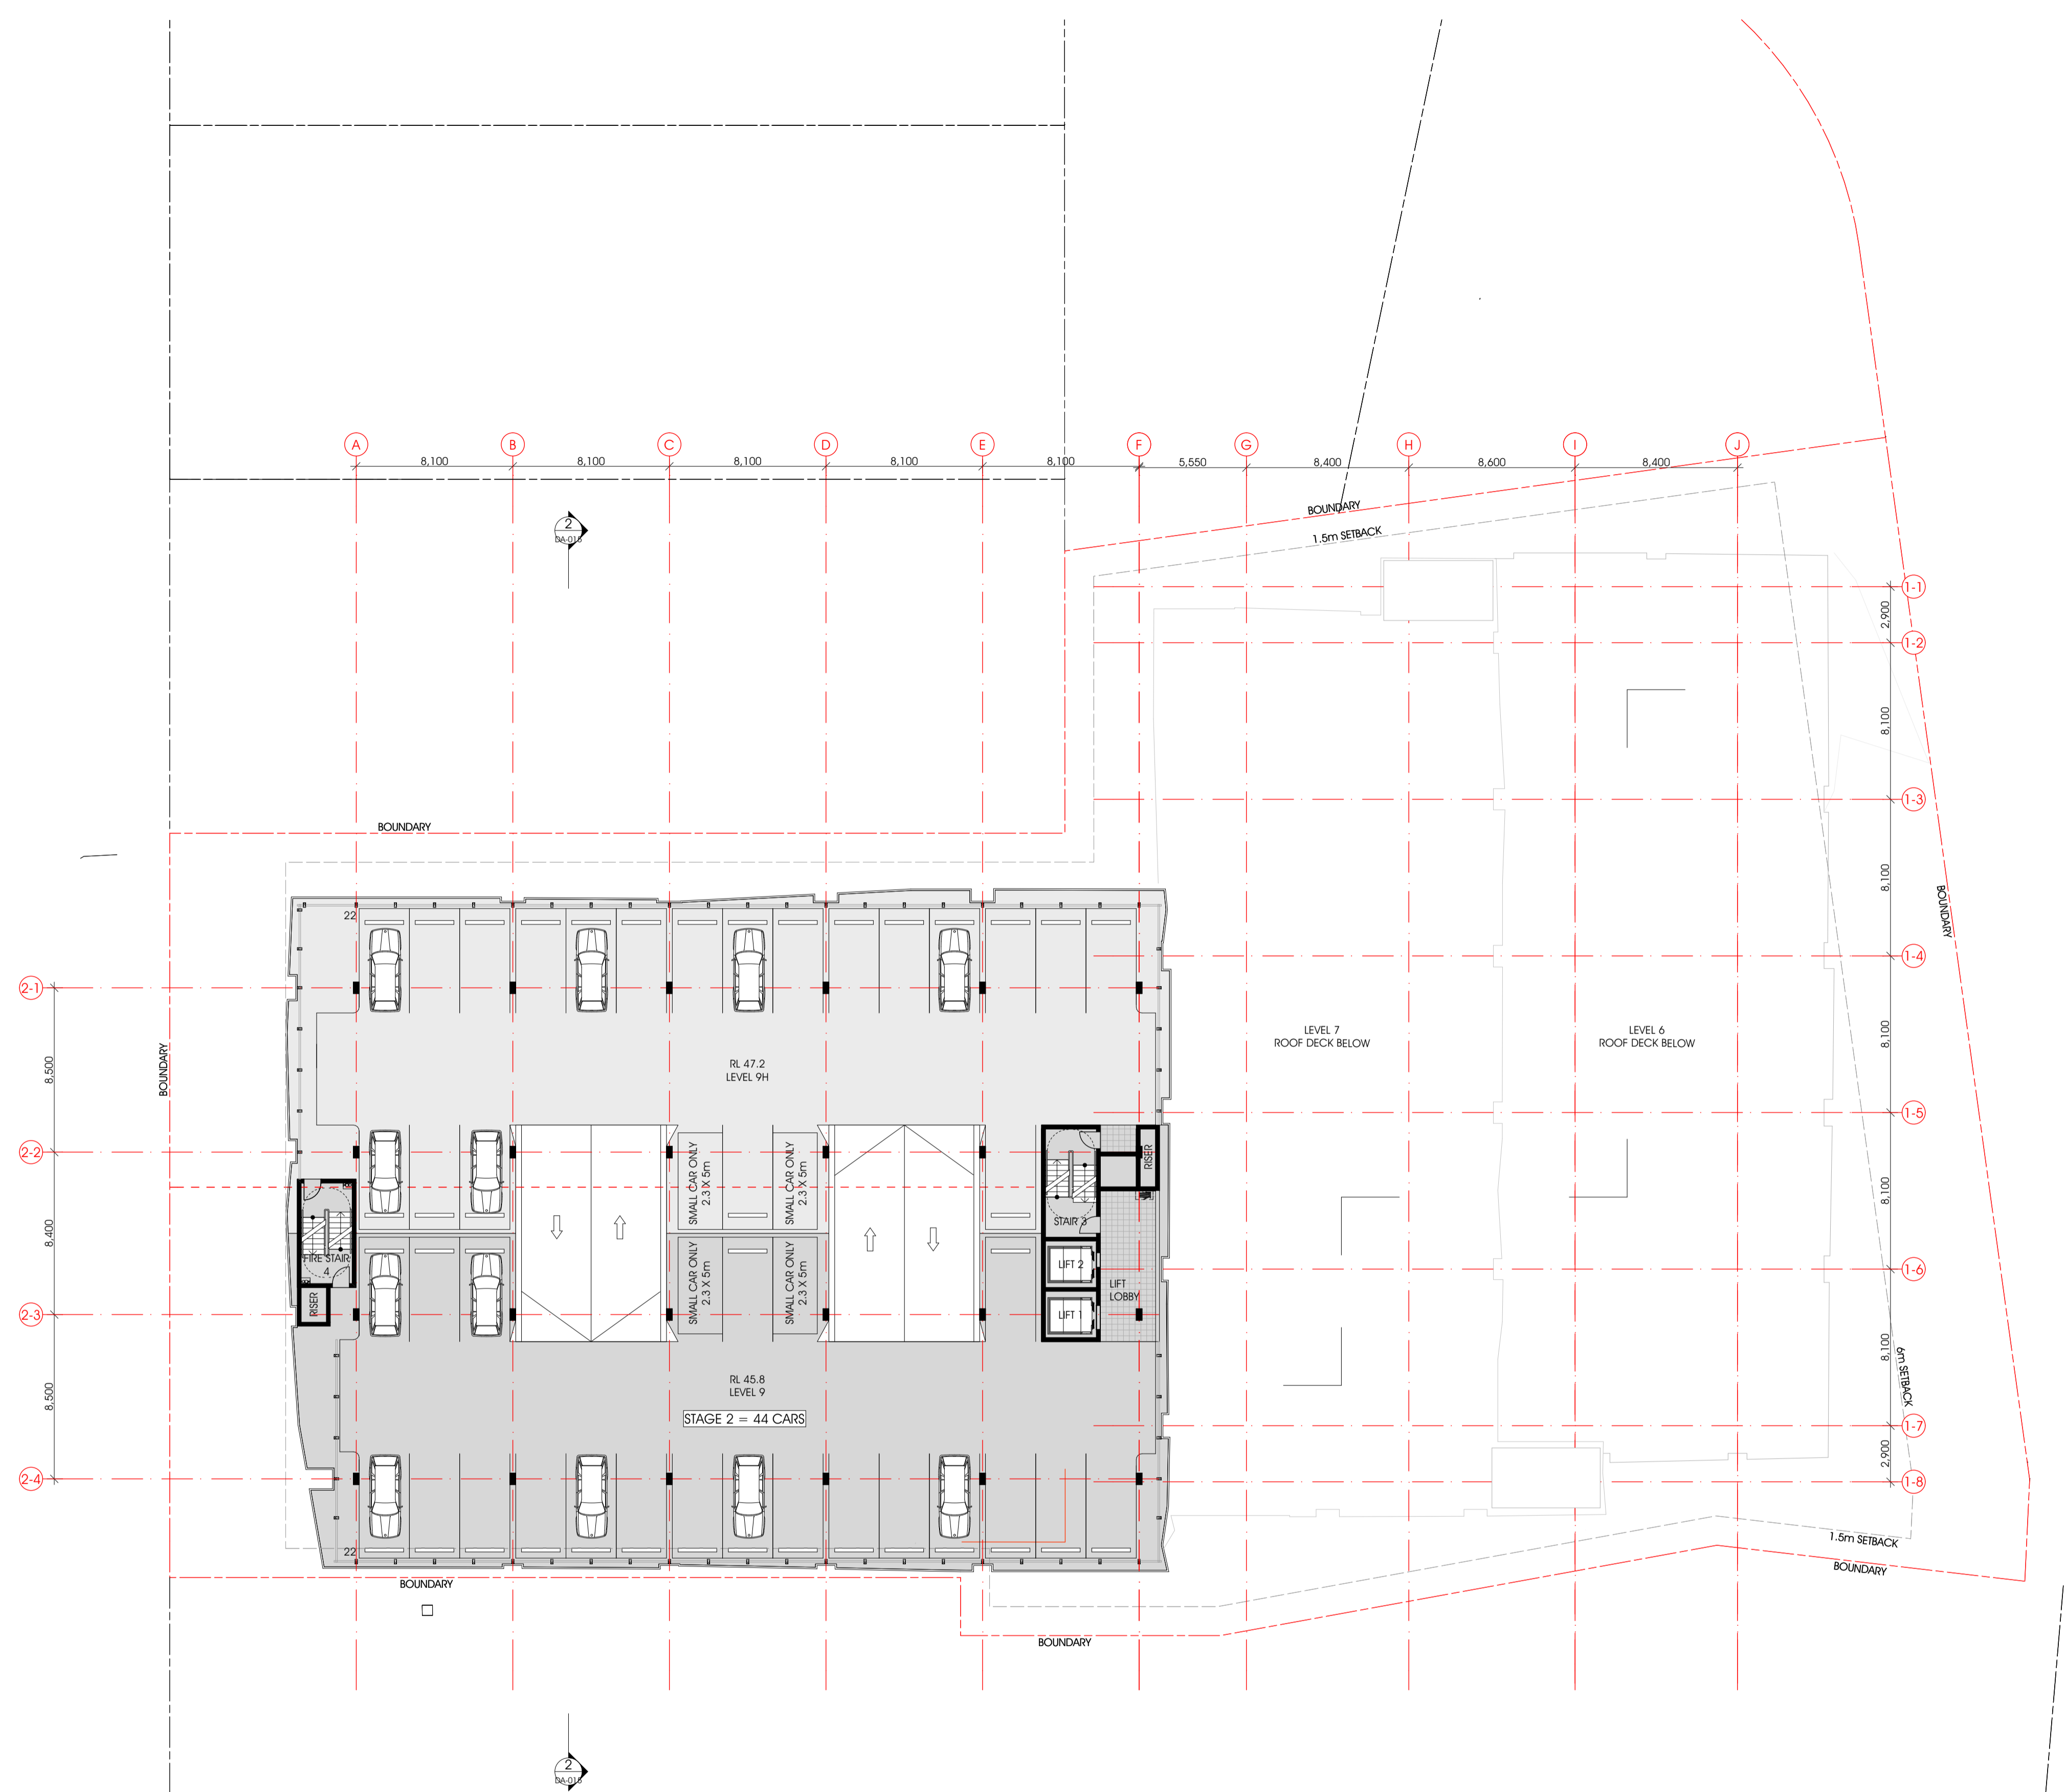 A
B
C
D
E
F
G
H
I
J
8,100
8,100
8,100
8,100
8,100
5,550
8,400
8,600
8,400
BOUNDARY
1.5m SETBACK
2
DA-015
1-1
2,900
1-2
8,100
1-3
8,100
1-4
8,100
1-5
8,100
1-6
8,100
1-7
2,900
1-8
BOUNDARY
BOUNDARY
BOUNDARY
22
2-1
8,500
2-2
8,400
2-3
8,500
2-4
RL 47.2
LEVEL 9H
LEVEL 7
ROOF DECK BELOW
LEVEL 6
ROOF DECK BELOW
SMALL CAR ONLY
2.3 X 5m
SMALL CAR ONLY
2.3 X 5m
RISER
STAIR 3
FIRE STAIR
4
RISER
SMALL CAR ONLY
2.3 X 5m
SMALL CAR ONLY
2.3 X 5m
LIFT 2
LIFT
LOBBY
LIFT 1
6m SETBACK
RL 45.8
LEVEL 9
STAGE 2 = 44 CARS
22
1.5m SETBACK
BOUNDARY
BOUNDARY
BOUNDARY
2
DA-015